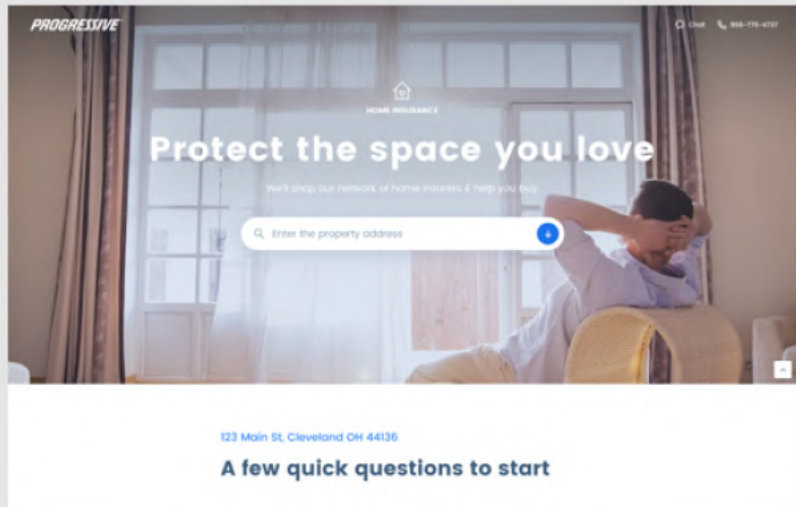 PROGRESSIVE
Chat 866-776-4737
HOME INSURANCE
Protect the space you love
We'll shop our network of home insurers & help you buy
Enter the property address
123 Main St, Cleveland OH 44136
A few quick questions to start